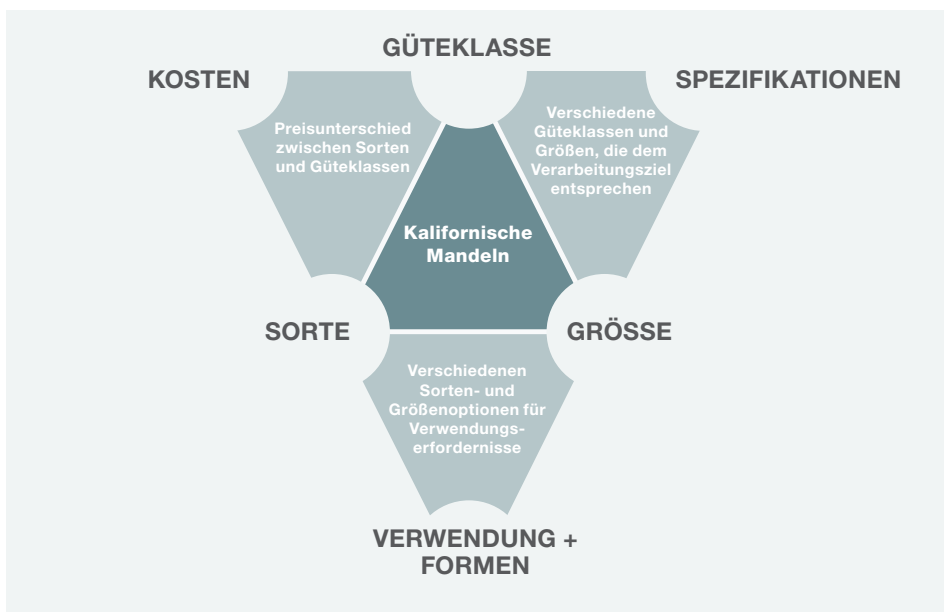 GÜTEKLASSE
KOSTEN
SPEZIFIKATIONEN
Preisunterschied
zwischen Sorten
und Güteklassen
Verschiedene
Güteklassen und
Größen, die dem
Verarbeitungsziel
entsprechen
Kalifornische
Mandeln
SORTE
GRÖSSE
Verschiedenen
Sorten- und
Größenoptionen für
Verwendungs-
erfordernisse
VERWENDUNG +
FORMEN